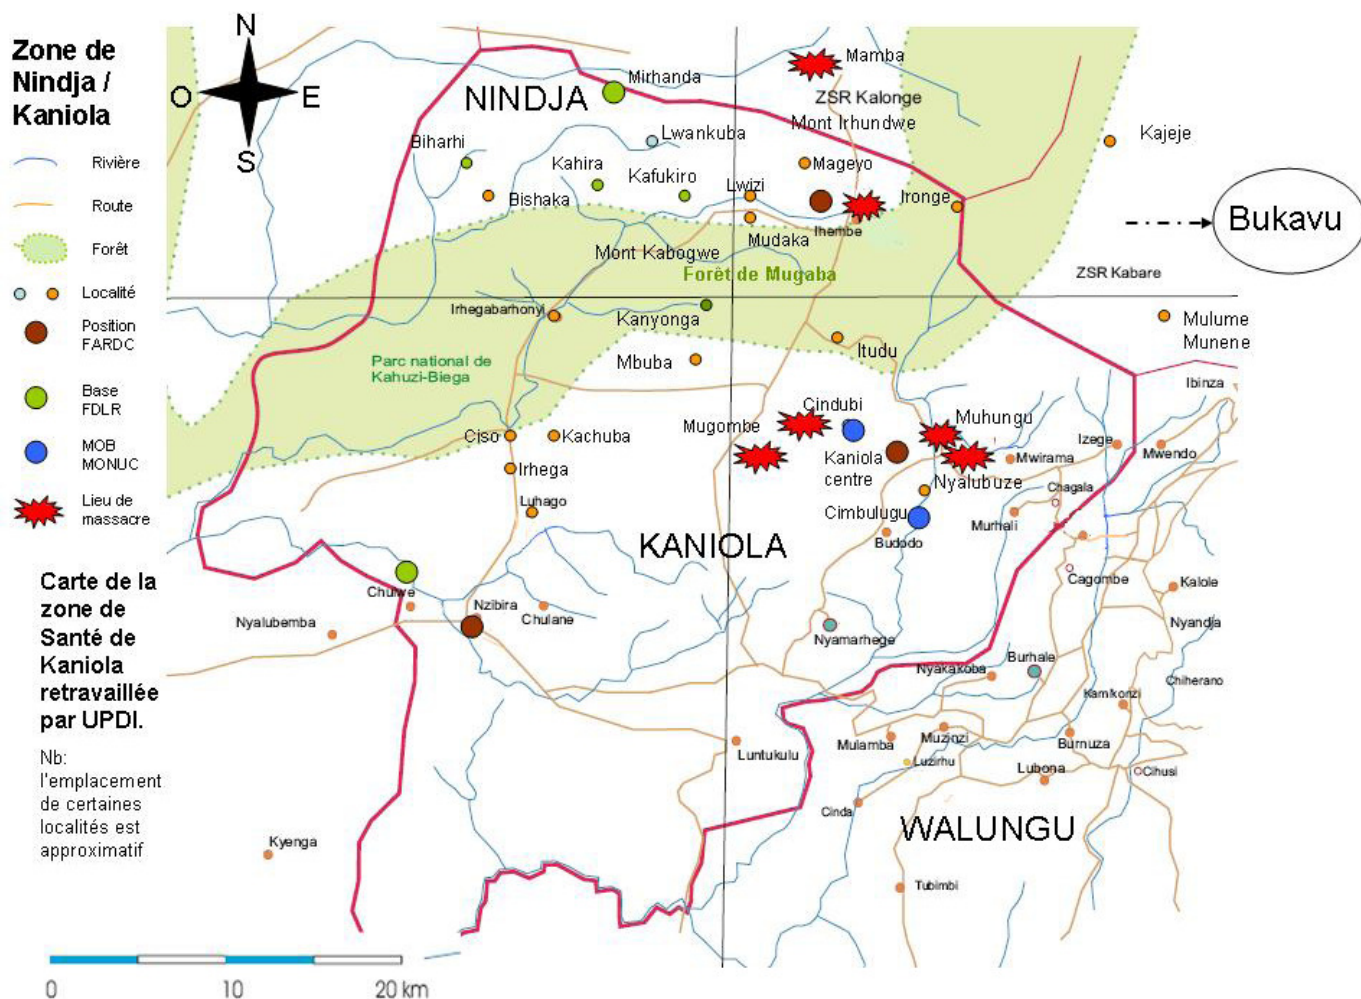 Zone de
Nindja /
Kaniola
Rivière
Route
Forêt
Localité
Position
FARDC
Base
FDLR
MOB
MONUC
Lieu de
massacre
Carte de la
zone de
Santé de
Kaniola
retravaillée
par UPDI.
Nb:
l'emplacement
de certaines
localités est
approximatif
0 10 20 km
N
O
E
S
NINDJA
Mirhanda
Mamba
ZSR Kalonge
Mont Irhundwe
Lwankuba
Kajeje
Biharhi
Kahira
Kafukiro
Mageyo
Lwizi
Bishaka
Ironge
Ihembe
Mudaka
Bukavu
Mont Kabogwe
Forèt de Mugaba
ZSR Kabare
Irhegabarhonyi
Kanyonga
Mulume
Munene
Itudu
Parc national de
Kahuzi-Biega
Mbuba
Ibinza
Cindubi
Muhungu
Mugombe
Ciso
Kachuba
Izege
Mwendo
Kaniola
centre
Mwirama
Irhega
Nyalubuze
Chagala
Luhago
Cimbulugu
Murhali
KANIOLA
Budodo
Cagombe
Kalole
Chulwe
Nzibira
Chulane
Nyalubemba
Nyandja
Nyamarhege
Burhale
Nyakakoba
Chiherano
Kamikonzi
Luntukulu
Mulamba
Muzinzi
Burnuza
Luzirhu
Lubona
Cihusi
Cinda
WALUNGU
Kyenga
Tubimbi